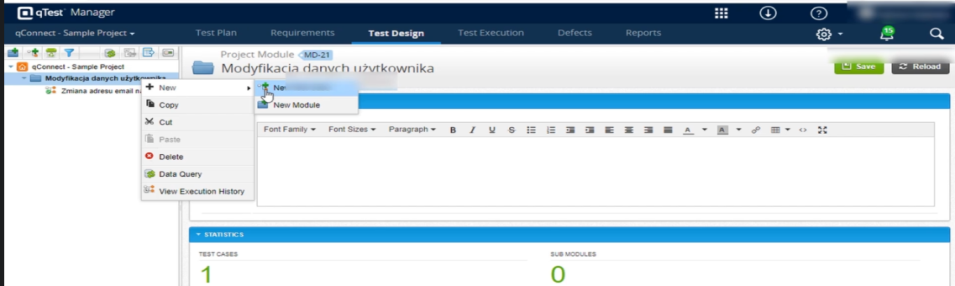 qTest Manager
qConnect - Sample Project
Test Plan
Requirements
Test Design
Test Execution
Defects
Reports
15
qConnect - Sample Project
Modyfikacja danych użytkownika
Zmiana adresu email
Project Module MD-21
Modyfikacja danych użytkownika
Save
Reload
New
Copy
Cut
Paste
Delete
Data Query
View Execution History
New
New Module
Font Family
Font Sizes
Paragraph
B I U S
A
A
STATISTICS
TEST CASES
1
SUB MODULES
0